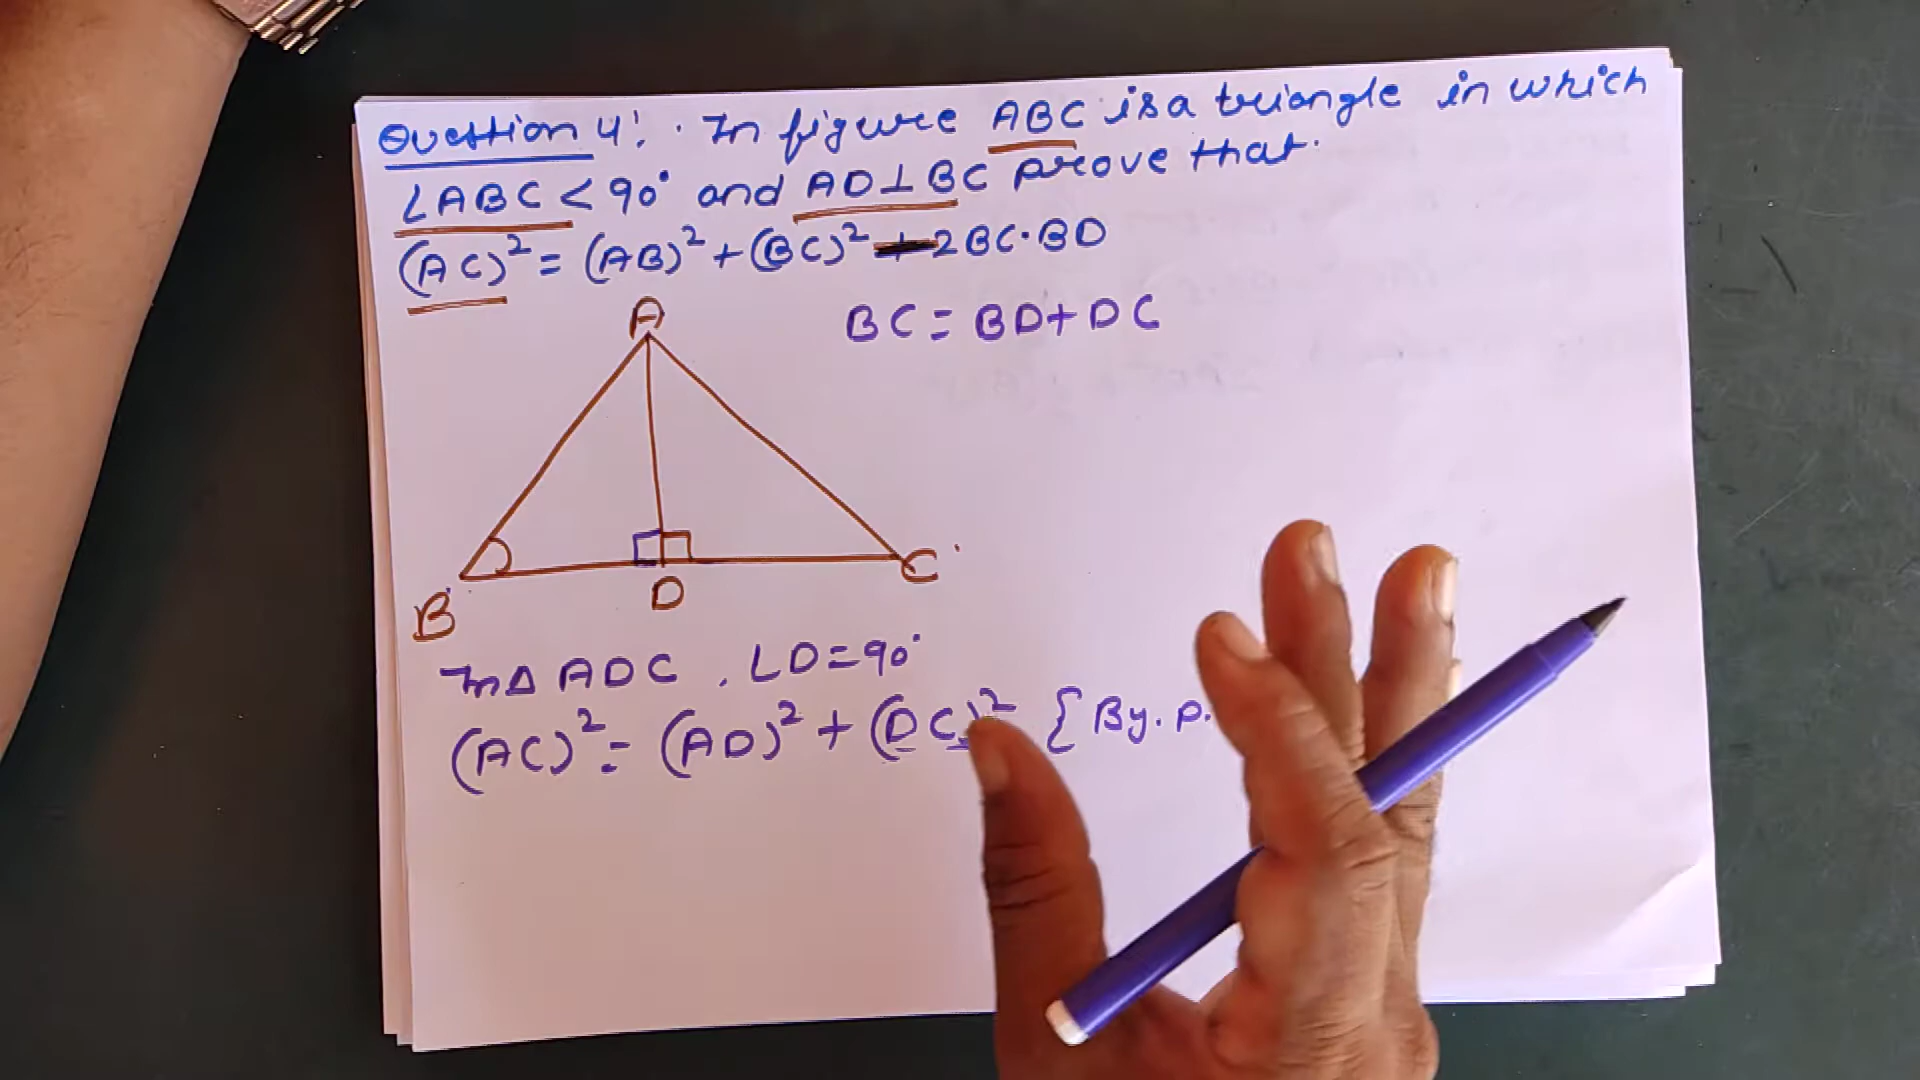 Question 4: In figure ABC is a triangle in which
∠ABC < 90° and AD⊥BC prove that.
(AC)² = (AB)² + (BC)² - 2BC·BD
BC = BD + DC
A
B
D
C
In Δ ADC, ∠D = 90°
(AC)² = (AD)² + (DC)² { By. P.